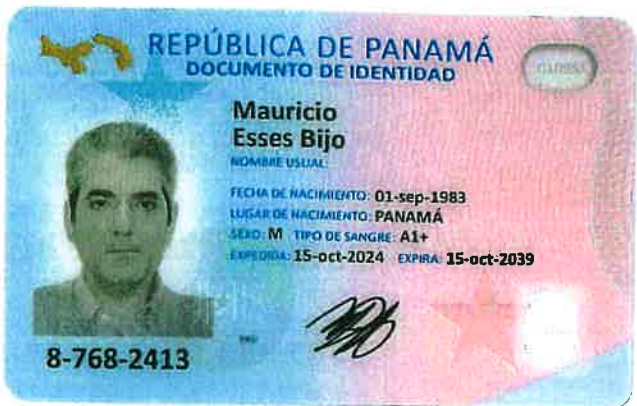 REPÚBLICA DE PANAMÁ
DOCUMENTO DE IDENTIDAD
Mauricio
Esses Bijo
NOMBRE USUAL:
FECHA DE NACIMIENTO: 01-sep-1983
LUGAR DE NACIMIENTO: PANAMÁ
SEXO: M TIPO DE SANGRE: A1+
EXPEDIDA: 15-oct-2024 EXPIRA: 15-oct-2039
8-768-2413